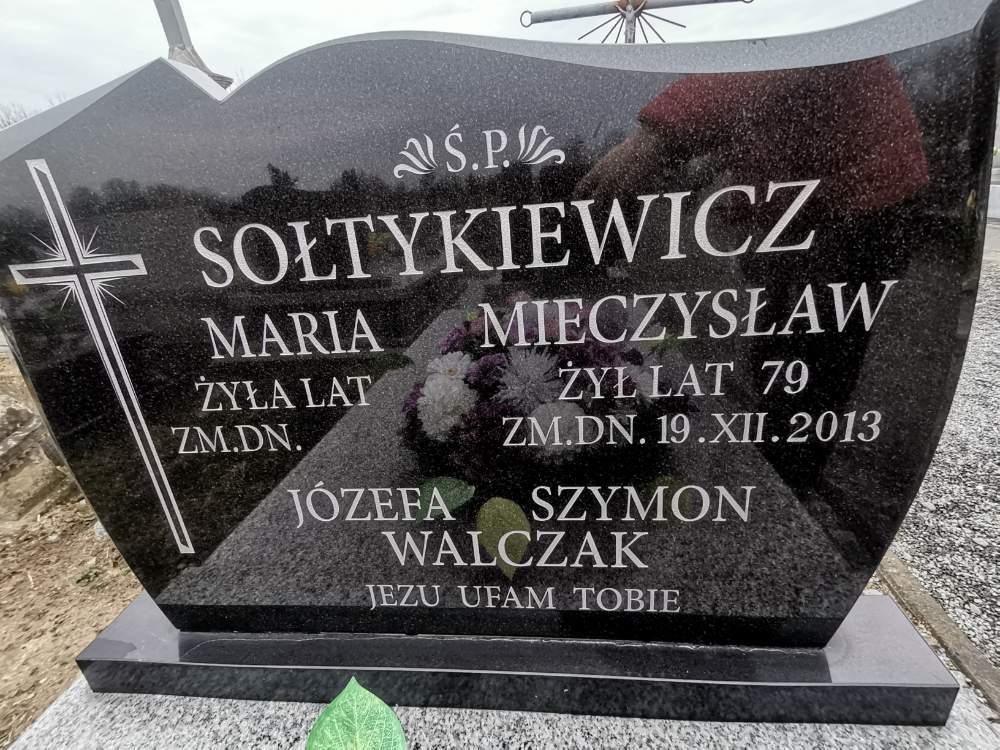 Ś.P.
SOŁTYKIEWICZ
MARIA MIECZYSŁAW
ŻYŁA LAT ŻYŁ LAT 79
ZM.DN. ZM.DN. 19.XII.2013
JÓZEFA SZYMON
WALCZAK
JEZU UFAM TOBIE